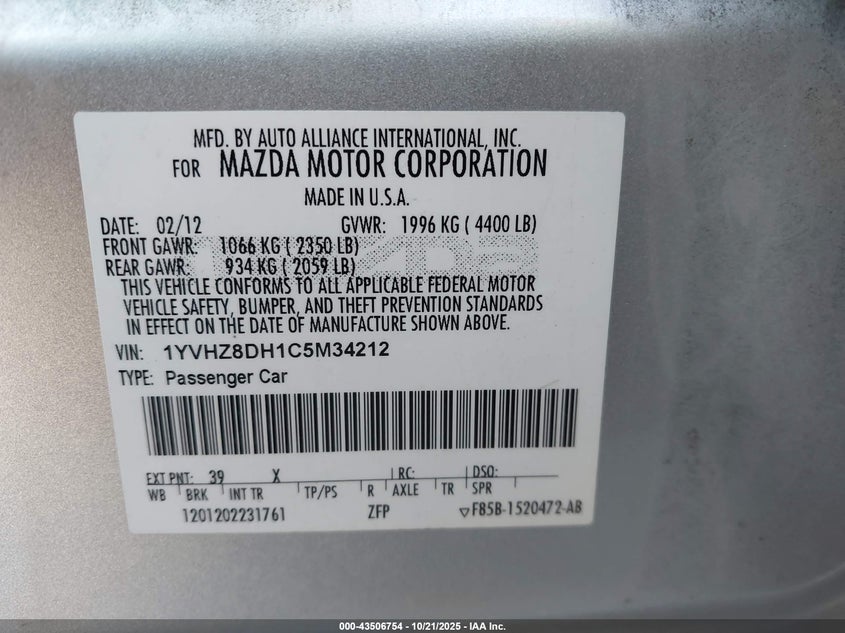 MFD. BY AUTO ALLIANCE INTERNATIONAL, INC.
FOR MAZDA MOTOR CORPORATION
MADE IN U.S.A.
DATE: 02/12 GVWR: 1996 KG ( 4400 LB)
FRONT GAWR: 1066 KG ( 2350 LB)
REAR GAWR: 934 KG ( 2059 LB)
THIS VEHICLE CONFORMS TO ALL APPLICABLE FEDERAL MOTOR
VEHICLE SAFETY, BUMPER, AND THEFT PREVENTION STANDARDS
IN EFFECT ON THE DATE OF MANUFACTURE SHOWN ABOVE.
VIN: 1YVHZ8DH1C5M34212
TYPE: Passenger Car
EXT PNT: 39 X RC: DSO:
WB BRK INT TR TP/PS R AXLE TR SPR
1201202231761 ZFP ▽F85B-1520472-AB
000-43506754 - 10/21/2025 - IAA Inc.